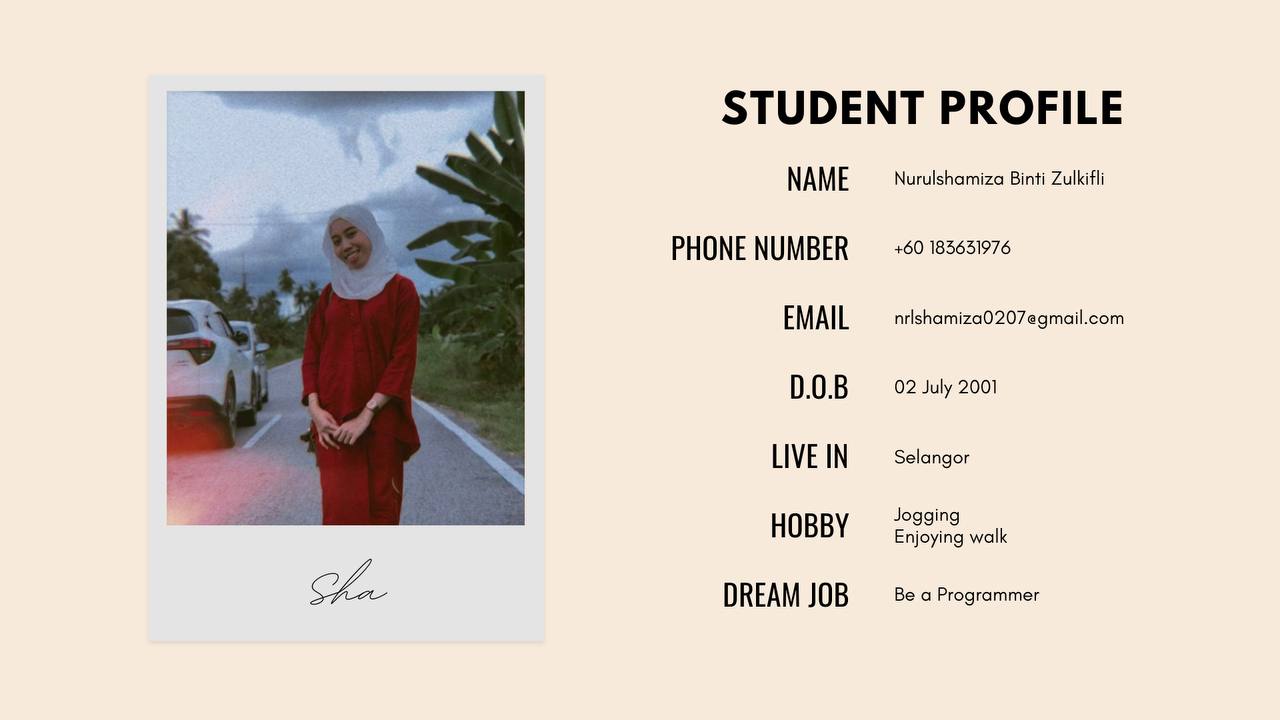 STUDENT PROFILE
NAME Nurulshamiza Binti Zulkifli
PHONE NUMBER +60 183631976
EMAIL nrlshamiza0207@gmail.com
D.O.B 02 July 2001
LIVE IN Selangor
HOBBY Jogging
Enjoying walk
DREAM JOB Be a Programmer
Sha